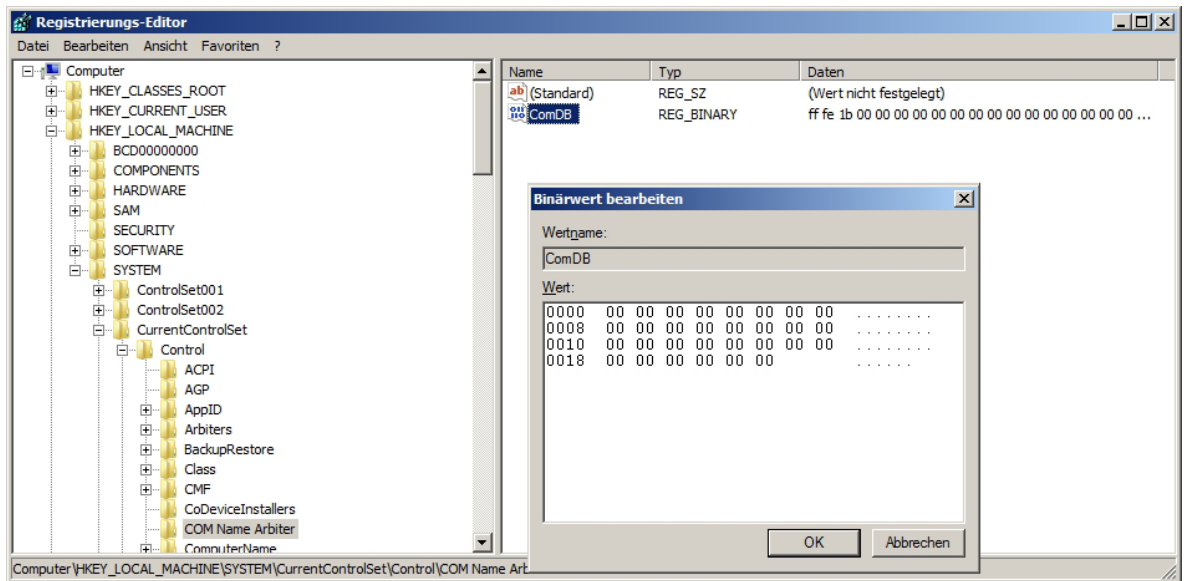 Registrierungs-Editor
Datei Bearbeiten Ansicht Favoriten ?
Computer
HKEY_CLASSES_ROOT
HKEY_CURRENT_USER
HKEY_LOCAL_MACHINE
BCD00000000
COMPONENTS
HARDWARE
SAM
SECURITY
SOFTWARE
SYSTEM
ControlSet001
ControlSet002
CurrentControlSet
Control
ACPI
AGP
AppID
Arbiters
BackupRestore
Class
CMF
CoDeviceInstallers
COM Name Arbiter
ComputerName
Name Typ Daten
(Standard) REG_SZ (Wert nicht festgelegt)
ComDB REG_BINARY ff fe 1b 00 00 00 00 00 00 00 00 00 00 00 00 00 00 00 ...
Binärwert bearbeiten
Wertname:
ComDB
Wert:
0000 00 00 00 00 00 00 00 00 ........
0008 00 00 00 00 00 00 00 00 ........
0010 00 00 00 00 00 00 00 00 ........
0018 00 00 00 00 00 00 ......
OK Abbrechen
Computer\HKEY_LOCAL_MACHINE\SYSTEM\CurrentControlSet\Control\COM Name Art